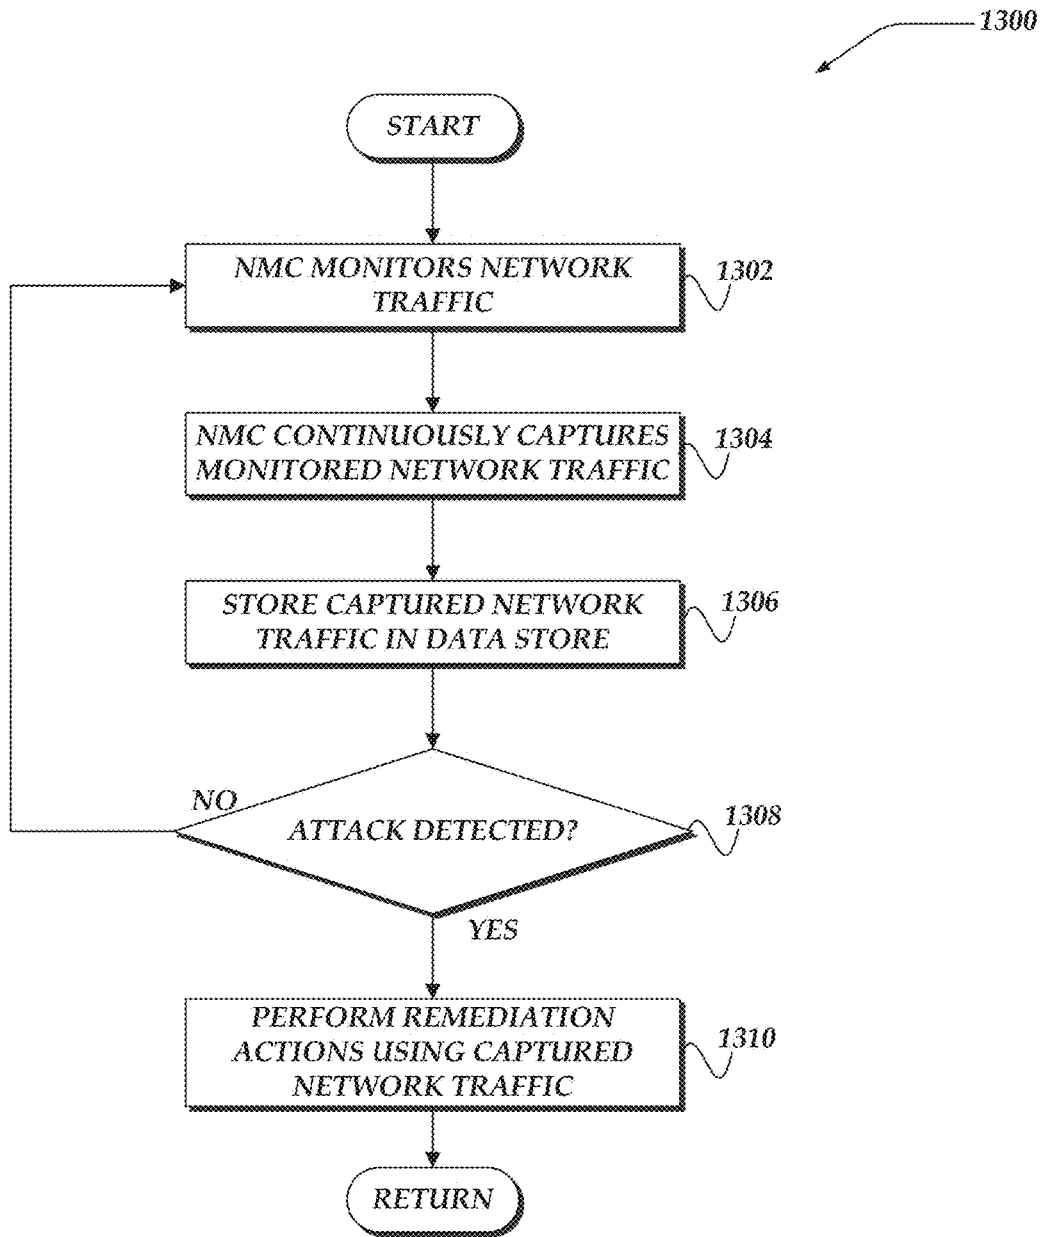 1300
START
NMC MONITORS NETWORK
TRAFFIC
1302
NMC CONTINUOUSLY CAPTURES
MONITORED NETWORK TRAFFIC
1304
STORE CAPTURED NETWORK
TRAFFIC IN DATA STORE
1306
NO
ATTACK DETECTED?
1308
YES
PERFORM REMEDIATION
ACTIONS USING CAPTURED
NETWORK TRAFFIC
1310
RETURN